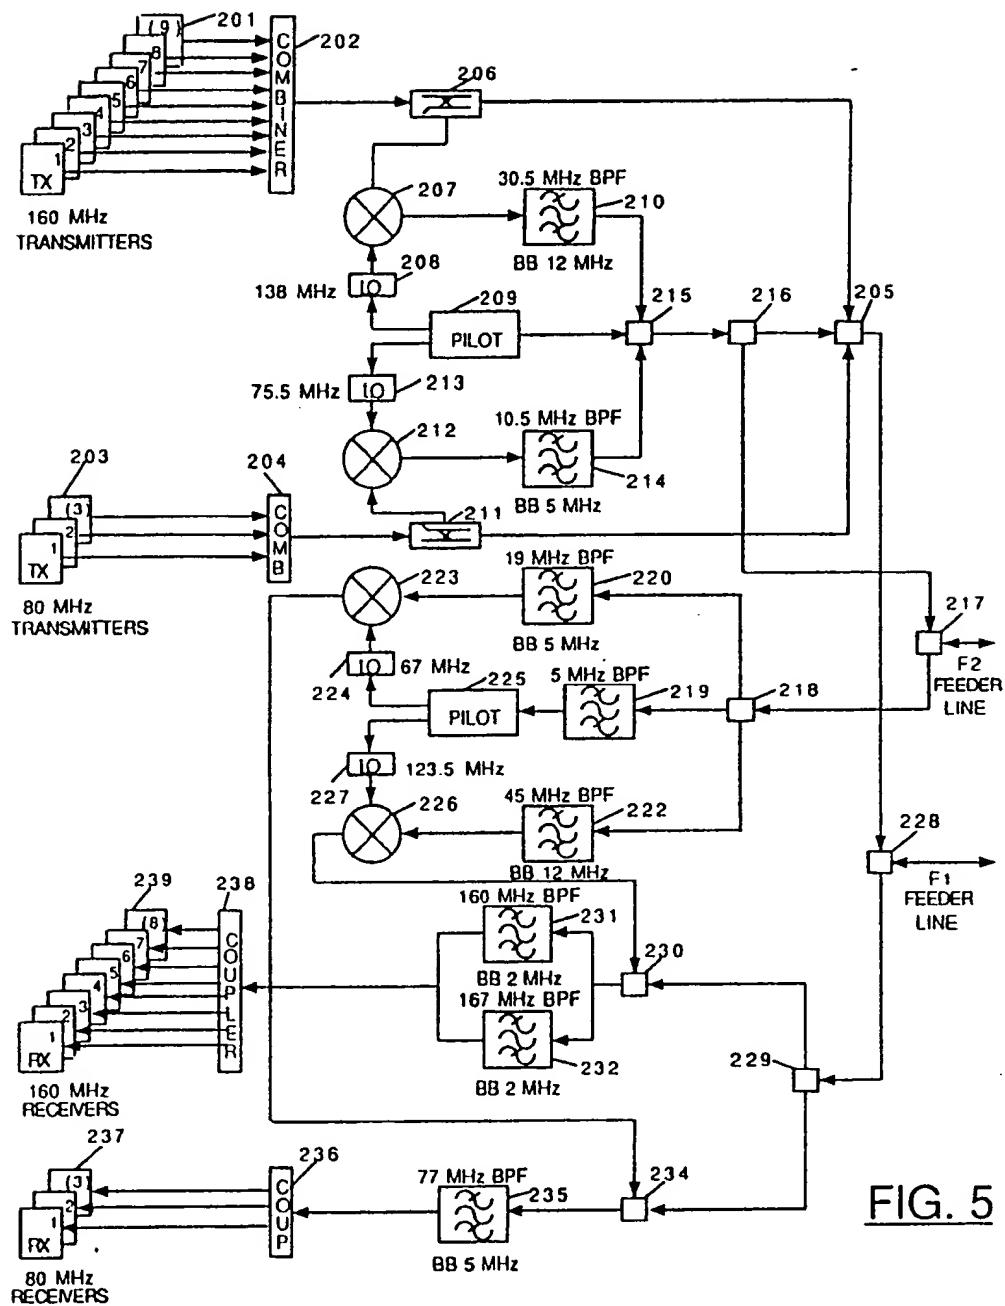 (9)
201
8
7
6
5
4
3
2
1
TX
160 MHz
TRANSMITTERS
COMBINER
202
206
207
30.5 MHz BPF
210
BB 12 MHz
LO
208
138 MHz
209
PILOT
215
216
205
75.5 MHz
LO
213
212
10.5 MHz BPF
214
BB 5 MHz
203
(3)
2
1
TX
80 MHz
TRANSMITTERS
204
COMB
211
223
19 MHz BPF
220
BB 5 MHz
217
F2
FEEDER
LINE
224
LO
67 MHz
225
PILOT
5 MHz BPF
219
218
LO
227
123.5 MHz
226
45 MHz BPF
222
BB 12 MHz
228
F1
FEEDER
LINE
239
(8)
7
6
5
4
3
2
1
RX
160 MHz
RECEIVERS
238
COUPLER
160 MHz BPF
231
BB 2 MHz
167 MHz BPF
232
BB 2 MHz
230
229
237
(3)
2
1
RX
80 MHz
RECEIVERS
236
COUP
77 MHz BPF
235
BB 5 MHz
234
FIG. 5